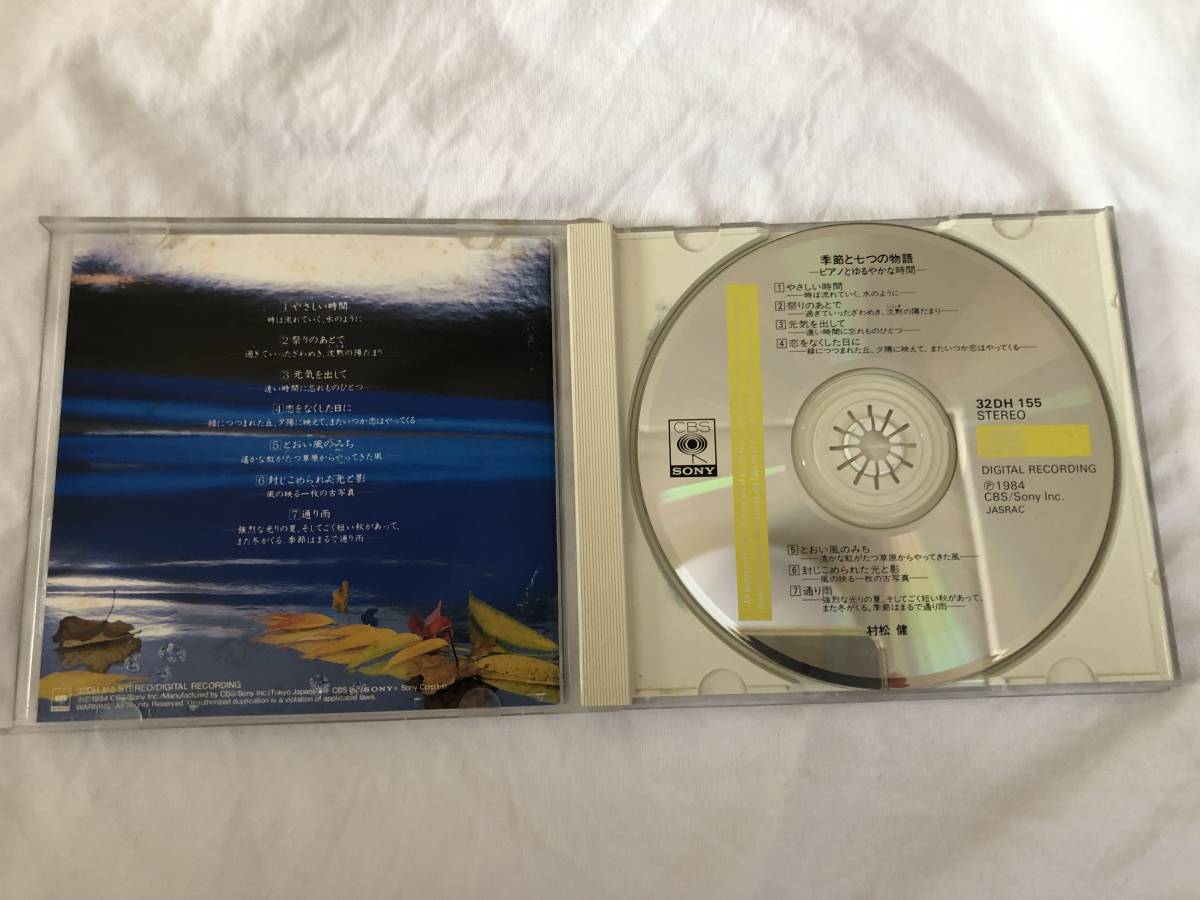 1 やさしい時間
時は流れていく、水のように
2 祭りのあとで
過ぎていったざわめき、沈黙の陽だまり
3 元気を出して
遠い時間に忘れものひとつ
4 恋をなくした日に
緑につつまれた丘、夕陽に映えて、またいつか恋はやってくる
5 とおい風のみち
遙かな虹がたつ草原からやってきた風
6 封じこめられた光と影
風の映る一枚の古写真
7 通り雨
強烈な光りの夏、そしてごく短い秋があって、
また冬がくる。季節はまるで通り雨
32DH 155 STEREO/DIGITAL RECORDING
℗©1984 CBS/Sony Inc./Manufactured by CBS/Sony Inc.(Tokyo Japan)
WARNING: All Rights Reserved. Unauthorized duplication is a violation of applicable laws.
季節と七つの物語
―ピアノとゆるやかな時間―
1 やさしい時間
――時は流れていく、水のように――
2 祭りのあとで
――過ぎていったざわめき、沈黙の陽だまり――
3 元気を出して
――遠い時間に忘れものひとつ――
4 恋をなくした日に
――緑につつまれた丘、夕陽に映えて、またいつか恋はやってくる――
CBS
SONY
32DH 155
STEREO
DIGITAL RECORDING
℗1984
CBS/Sony Inc.
JASRAC
5 とおい風のみち
――遙かな虹がたつ草原からやってきた風――
6 封じこめられた光と影
――風の映る一枚の古写真――
7 通り雨
――強烈な光りの夏、そしてごく短い秋があって、
また冬がくる。季節はまるで通り雨――
村松 健